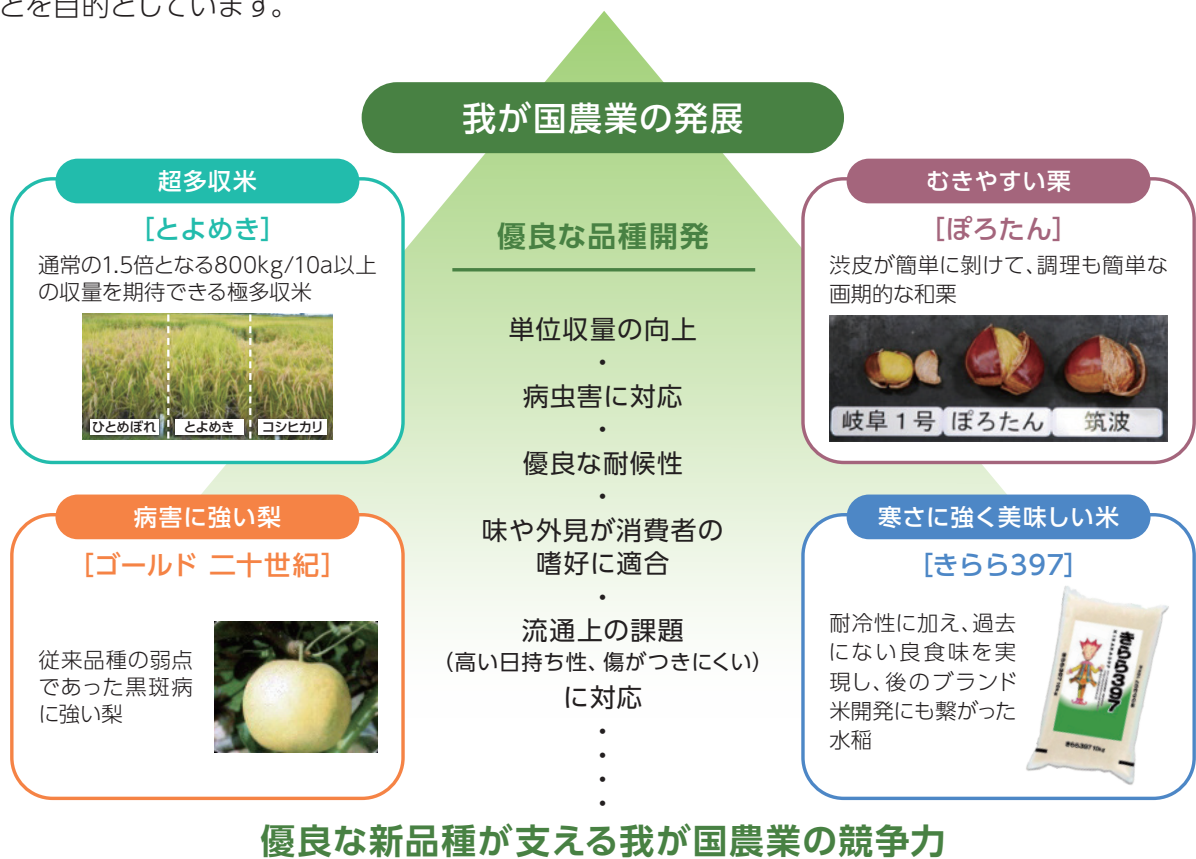 とを目的としています。
我が国農業の発展
超多収米
[とよめき]
通常の1.5倍となる800kg/10a以上
の収量を期待できる極多収米
ひとめぼれ
とよめき
コシヒカリ
むきやすい栗
[ぽろたん]
渋皮が簡単に剥けて、調理も簡単な
画期的な和栗
岐阜1号
ぽろたん
筑波
優良な品種開発
単位収量の向上
・
病虫害に対応
・
優良な耐候性
・
味や外見が消費者の
嗜好に適合
・
流通上の課題
(高い日持ち性、傷がつきにくい)
に対応
・
・
・
・
病害に強い梨
[ゴールド 二十世紀]
従来品種の弱点
であった黒斑病
に強い梨
寒さに強く美味しい米
[きらら397]
耐冷性に加え、過去
にない良食味を実
現し、後のブランド
米開発にも繋がった
水稲
きらら397
きらら397 10kg
優良な新品種が支える我が国農業の競争力